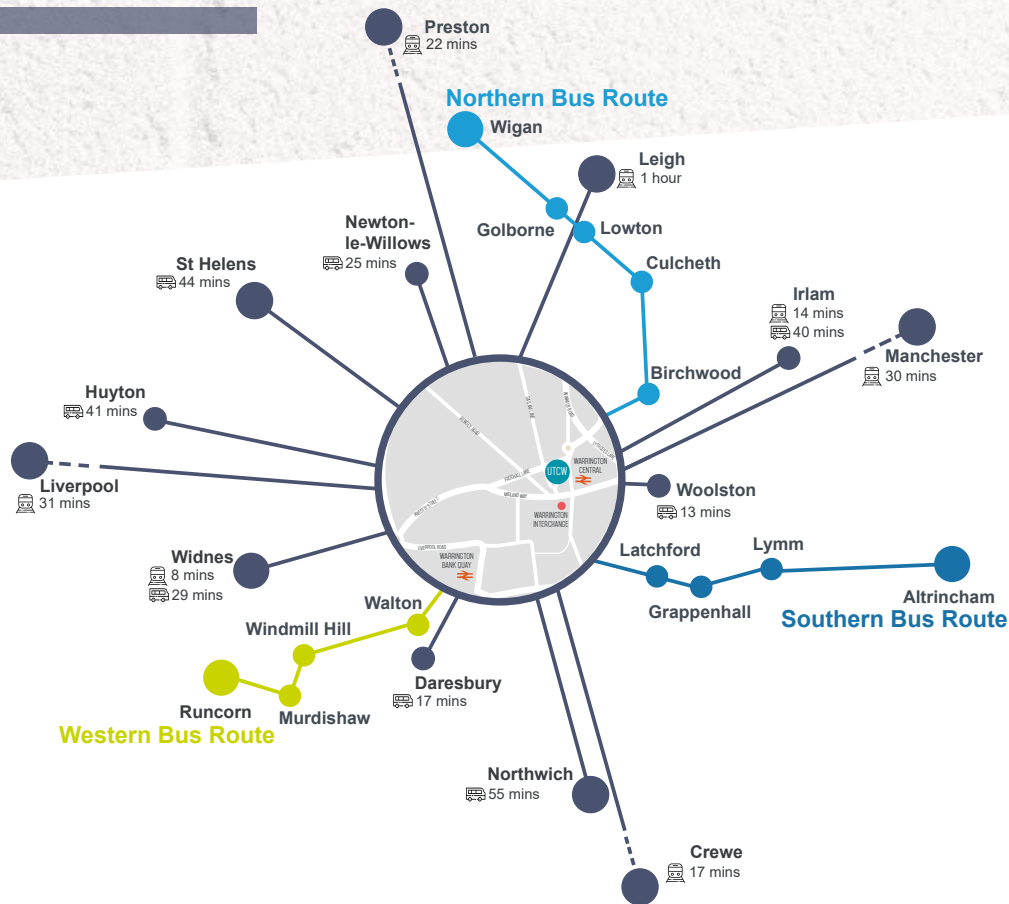 Preston
22 mins
Northern Bus Route
Wigan
Leigh
1 hour
Golborne
Lowton
Newton-
le-Willows
25 mins
Culcheth
St Helens
44 mins
Irlam
14 mins
40 mins
Manchester
30 mins
Birchwood
Huyton
41 mins
Liverpool
31 mins
UTCW
WARRINGTON
CENTRAL
MIDLAND WAY
WARRINGTON
INTERCHANGE
LIVERPOOL ROAD
WARRINGTON
BANK QUAY
Woolston
13 mins
Widnes
8 mins
29 mins
Latchford
Lymm
Grappenhall
Altrincham
Southern Bus Route
Walton
Windmill Hill
Daresbury
17 mins
Runcorn
Murdishaw
Western Bus Route
Northwich
55 mins
Crewe
17 mins